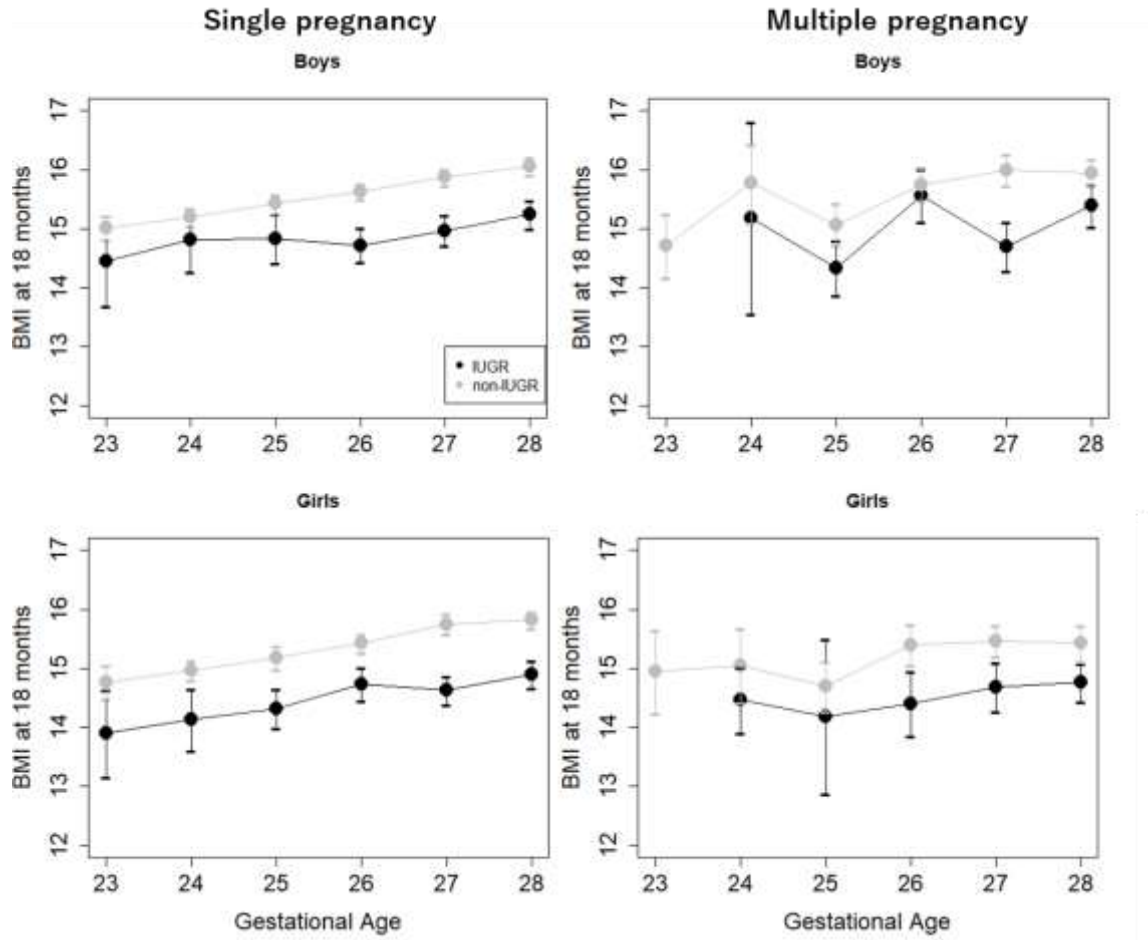 Single pregnancy
Multiple pregnancy
Boys
Boys
BMI at 18 months
17
16
15
14
13
12
23 24 25 26 27 28
IUGR
non-IUGR
BMI at 18 months
17
16
15
14
13
12
23 24 25 26 27 28
Girls
Girls
BMI at 18 months
17
16
15
14
13
12
23 24 25 26 27 28
Gestational Age
BMI at 18 months
17
16
15
14
13
12
23 24 25 26 27 28
Gestational Age